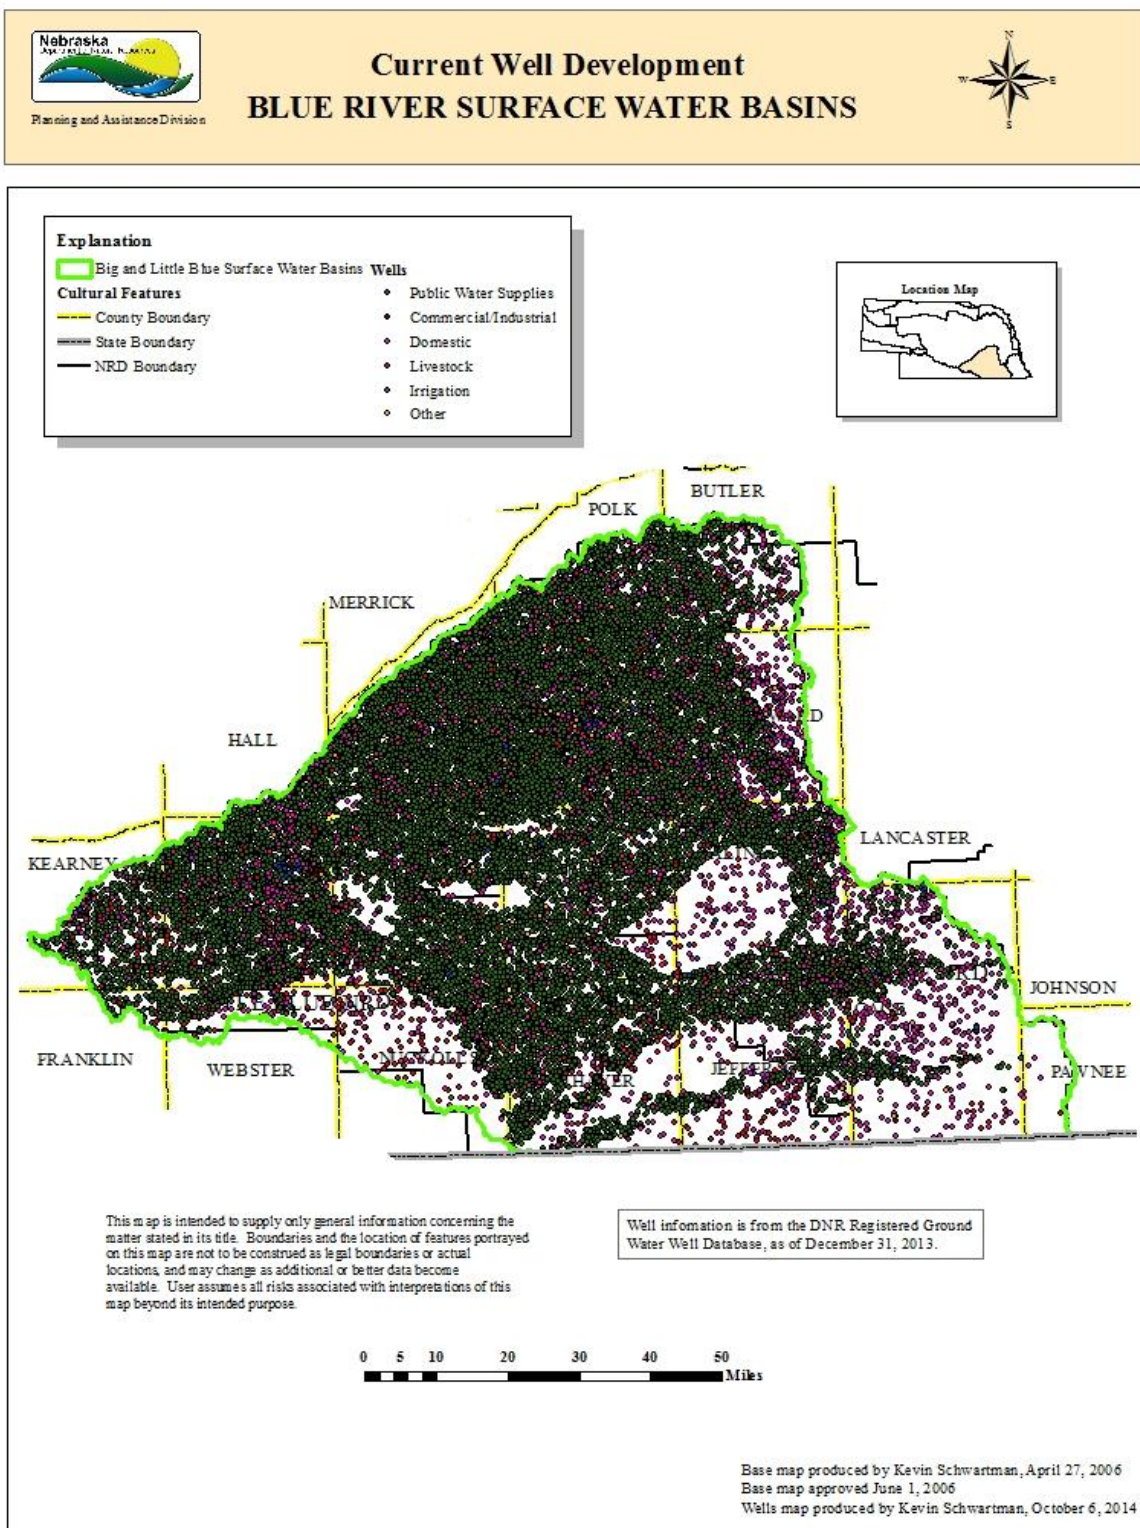 Nebraska
Department of Natural Resources
Planning and Assistance Division
Current Well Development
BLUE RIVER SURFACE WATER BASINS
N
W
E
S
Explanation
Big and Little Blue Surface Water Basins
Cultural Features
County Boundary
State Boundary
NRD Boundary
Wells
Public Water Supplies
Commercial/Industrial
Domestic
Livestock
Irrigation
Other
Location Map
BUTLER
POLK
MERRICK
HALL
D
LANCASTER
KEARNEY
JOHNSON
FRANKLIN
WEBSTER
PAWNEE
This map is intended to supply only general information concerning the
matter stated in its title. Boundaries and the location of features portrayed
on this map are not to be construed as legal boundaries or actual
locations, and may change as additional or better data become
available. User assumes all risks associated with interpretations of this
map beyond its intended purpose.
Well infomation is from the DNR Registered Ground
Water Well Database, as of December 31, 2013.
0 5 10 20 30 40 50
Miles
Base map produced by Kevin Schwartman, April 27, 2006
Base map approved June 1, 2006
Wells map produced by Kevin Schwartman, October 6, 2014